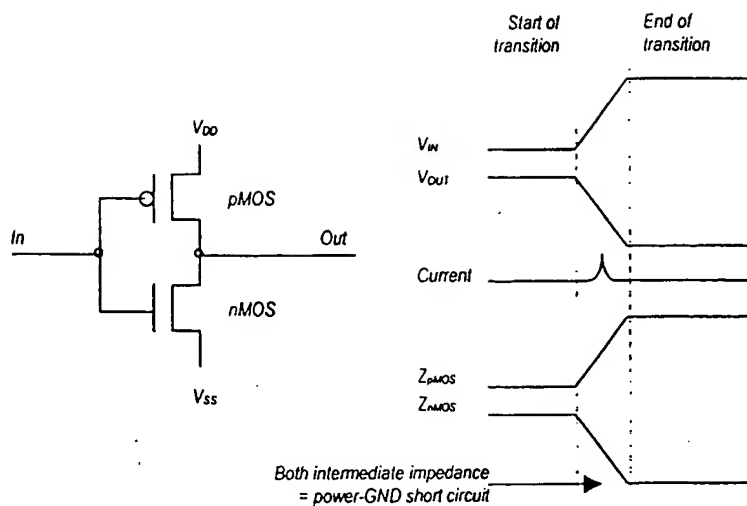 Start of
transition
End of
transition
VDD
pMOS
In
Out
nMOS
VSS
VIN
VOUT
Current
ZpMOS
ZnMOS
Both intermediate impedance
= power-GND short circuit